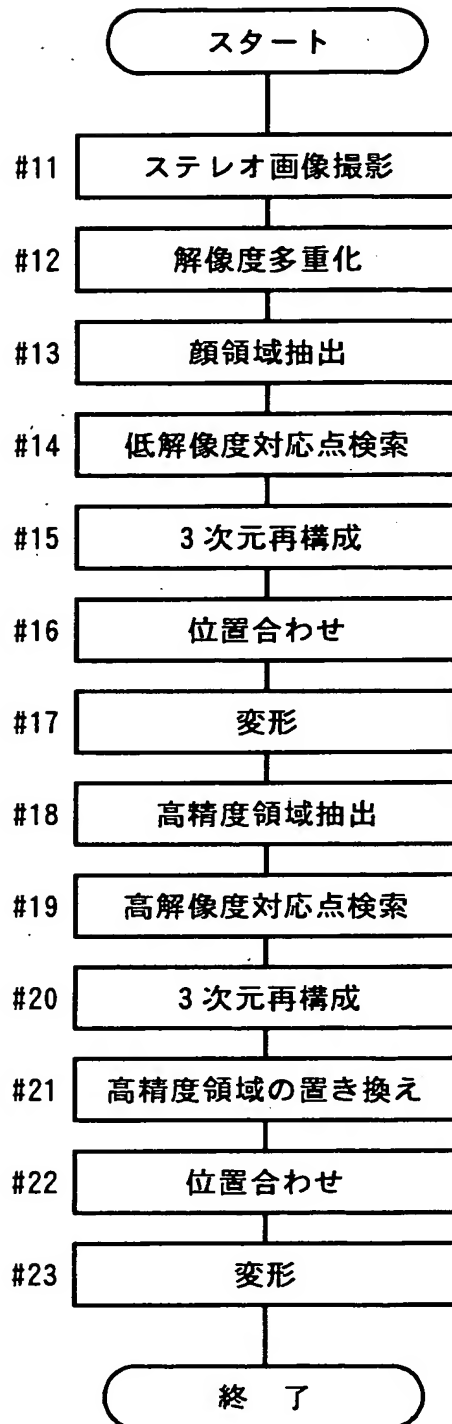 スタート
#11 ステレオ画像撮影
#12 解像度多重化
#13 顔領域抽出
#14 低解像度対応点検索
#15 3次元再構成
#16 位置合わせ
#17 変形
#18 高精度領域抽出
#19 高解像度対応点検索
#20 3次元再構成
#21 高精度領域の置き換え
#22 位置合わせ
#23 変形
終 了